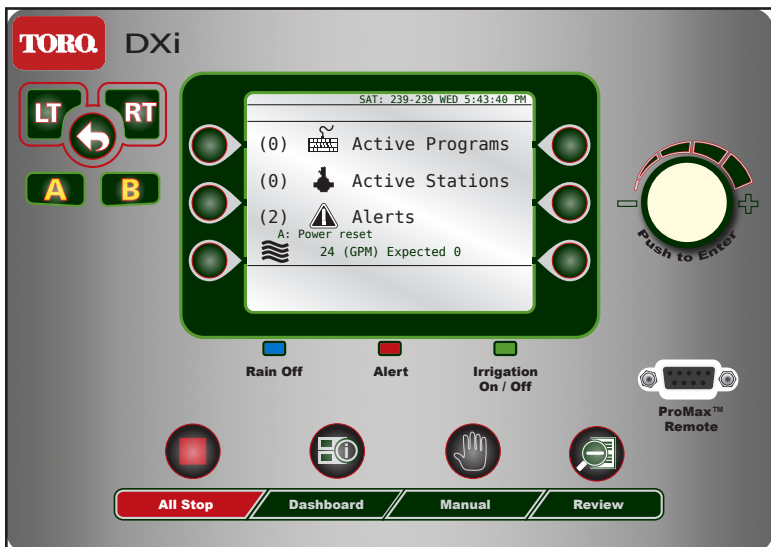 TORO. DXi
LT RT
A B
SAT: 239-239 WED 5:43:40 PM
(0) Active Programs
(0) Active Stations
(2) Alerts
A: Power reset
24 (GPM) Expected 0
Push to Enter
Rain Off
Alert
Irrigation
On / Off
ProMax™
Remote
All Stop
Dashboard
Manual
Review